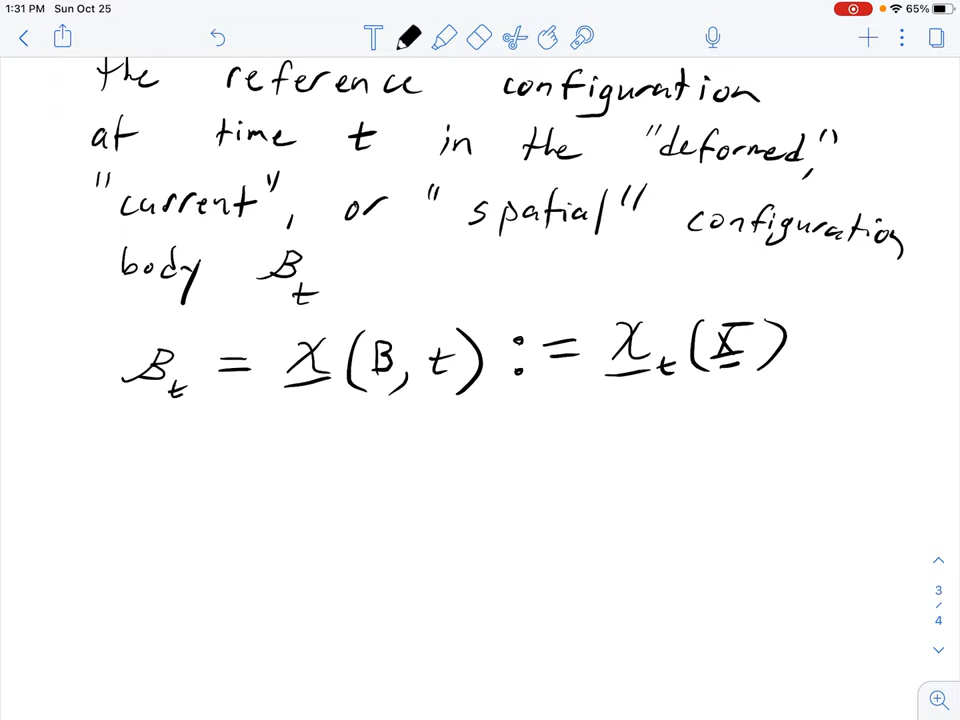 1:31 PM Sun Oct 25 65%
T
the reference configuration
at time t in the "deformed,"
"current", or "spatial" configuration
body ℬ_t
ℬ_t = χ(B, t) := χ_t(X)
3
/
4